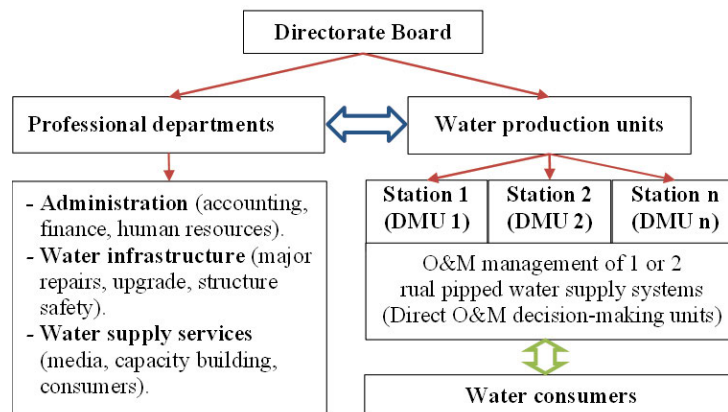 Directorate Board
Professional departments
Water production units
- Administration (accounting,
finance, human resources).
- Water infrastructure (major
repairs, upgrade, structure
safety).
- Water supply services
(media, capacity building,
consumers).
Station 1
(DMU 1)
Station 2
(DMU 2)
Station n
(DMU n)
O&M management of 1 or 2
rual pipped water supply systems
(Direct O&M decision-making units)
Water consumers